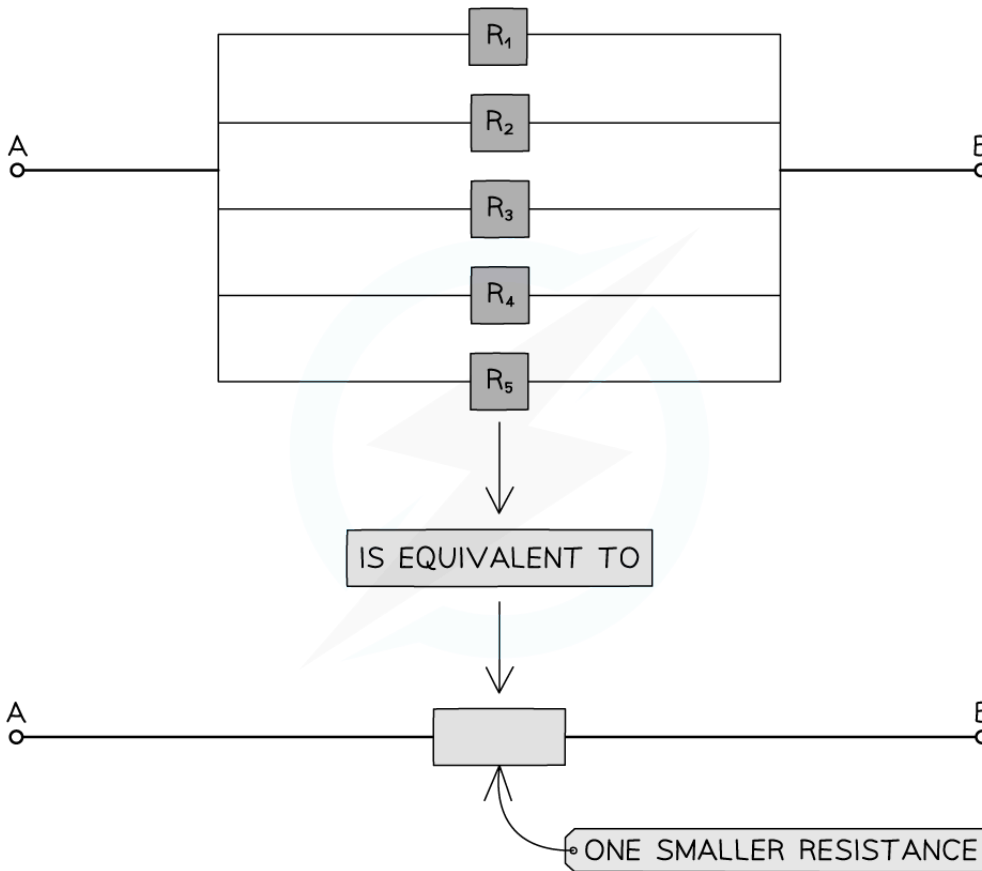 R₁
R₂
A
R₃
R₄
R₅
IS EQUIVALENT TO
A
ONE SMALLER RESISTANCE